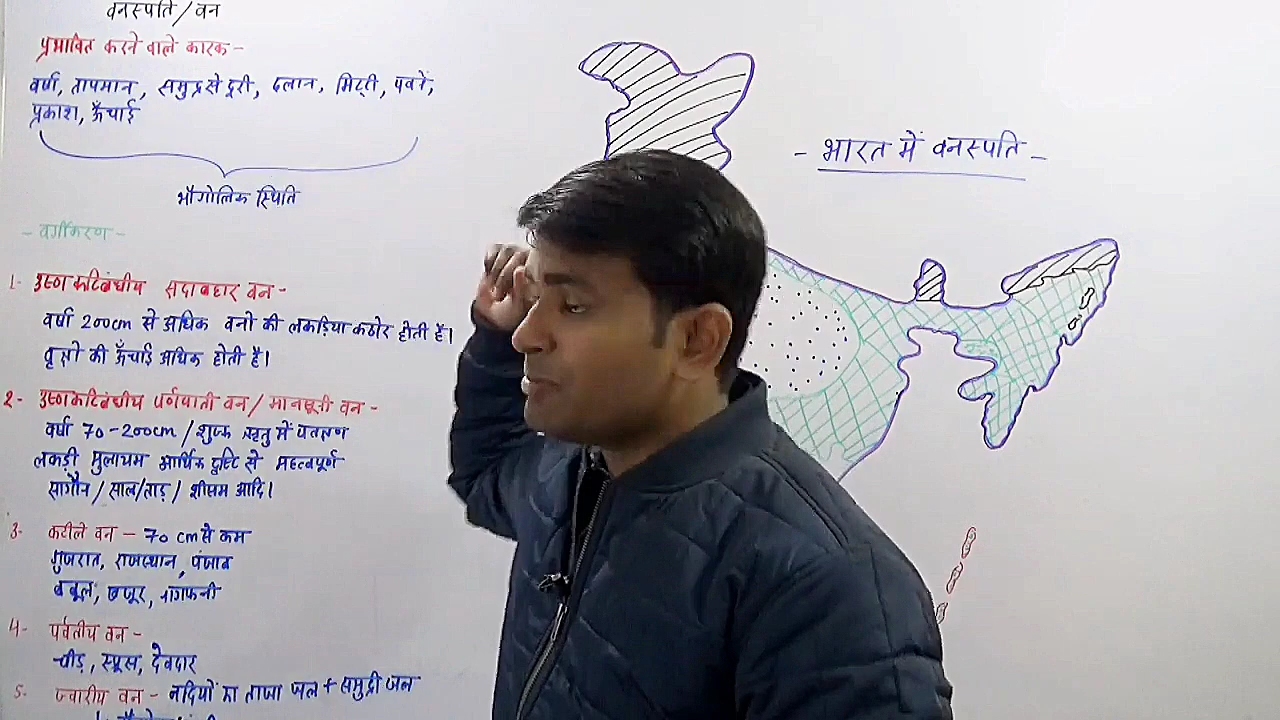 वनस्पति / वन
प्रभावित करने वाले कारक -
वर्षा, तापमान, समुद्र से दूरी, ढलान, मिट्टी, पवनें,
प्रकाश, ऊँचाई
भौगोलिक स्थिति
- वर्गीकरण -
1- उष्णकटिबंधीय सदाबहार वन -
वर्षा 200cm से अधिक वनो की लकड़िया कठोर होती हैं।
वृक्षो की ऊँचाई अधिक होती है।
2- उष्णकटिबंधीय पर्णपाती वन / मानसूनी वन -
वर्षा 70-200cm / शुष्क ऋतु में
लकड़ी मुलायम आर्थिक दृष्टि से महत्वपूर्ण
सागौन / साल / ताड़ / शीशम आदि।
3- कटीले वन - 70 cm से कम
गुजरात, राजस्थान, पंजाब
बबूल, खजूर, नागफनी
4- पर्वतीय वन -
चीड़, स्प्रूस, देवदार
5- ज्वारीय वन - नदियों का ताजा जल + समुद्री जल
- भारत में वनस्पति -